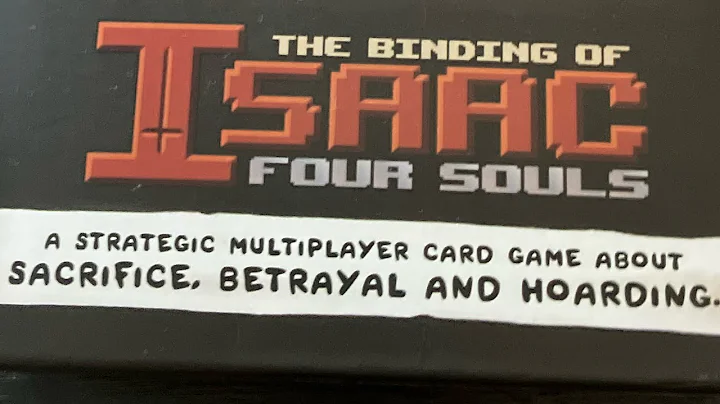 THE BINDING OF
ISAAC
FOUR SOULS
A STRATEGIC MULTIPLAYER CARD GAME ABOUT
SACRIFICE, BETRAYAL AND HOARDING.